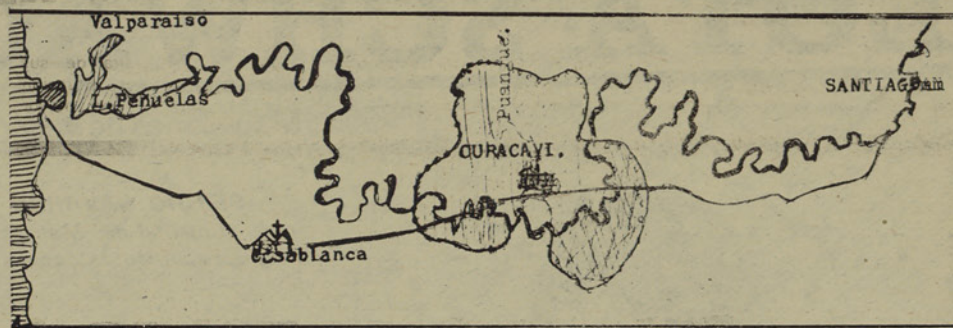 Valparaiso
L. Peñuelas
Puangue.
SANTIAGO
CURACAVI.
Casablanca